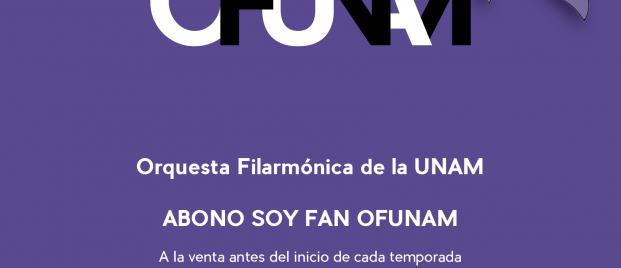 OFUNAM
Orquesta Filarmónica de la UNAM
ABONO SOY FAN OFUNAM
A la venta antes del inicio de cada temporada